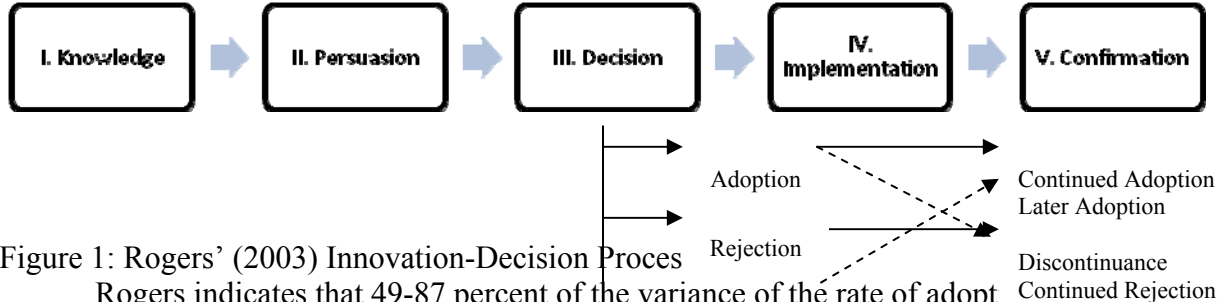 I. Knowledge
II. Persuasion
III. Decision
IV.
Implementation
V. Confirmation
Adoption
Continued Adoption
Later Adoption
Rejection
Discontinuance
Continued Rejection
Figure 1: Rogers’ (2003) Innovation-Decision Proces
Rogers indicates that 49-87 percent of the variance of the rate of adopt